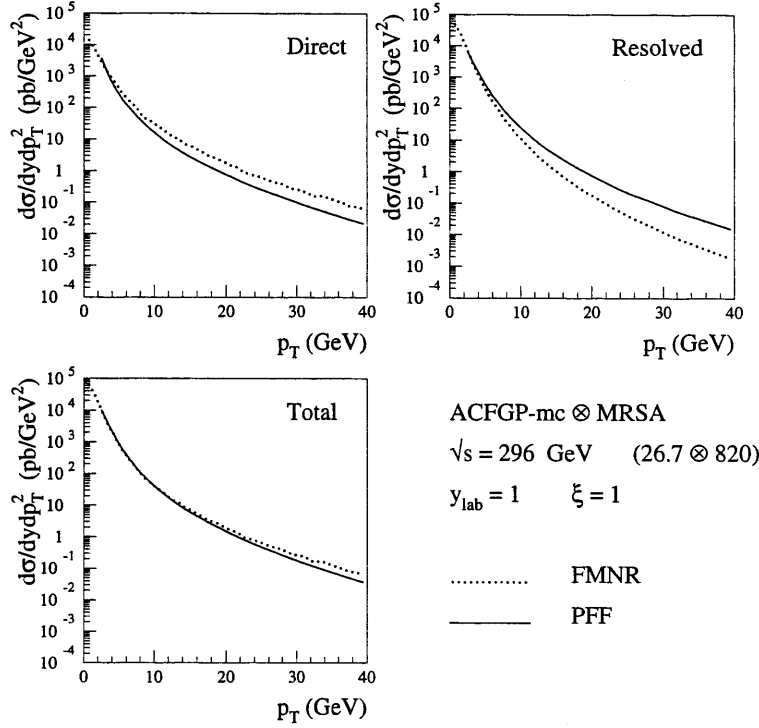 dσ/dydp_T^2 (pb/GeV^2)
10^5
10^4
10^3
10^2
10
1
10^-1
10^-2
10^-3
10^-4
Direct
0 10 20 30 40
p_T (GeV)
dσ/dydp_T^2 (pb/GeV^2)
10^5
10^4
10^3
10^2
10
1
10^-1
10^-2
10^-3
10^-4
Resolved
0 10 20 30 40
p_T (GeV)
dσ/dydp_T^2 (pb/GeV^2)
10^5
10^4
10^3
10^2
10
1
10^-1
10^-2
10^-3
10^-4
Total
0 10 20 30 40
p_T (GeV)
ACFGP-mc ⊗ MRSA
√s = 296 GeV (26.7 ⊗ 820)
y_lab = 1 ξ = 1
FMNR
PFF